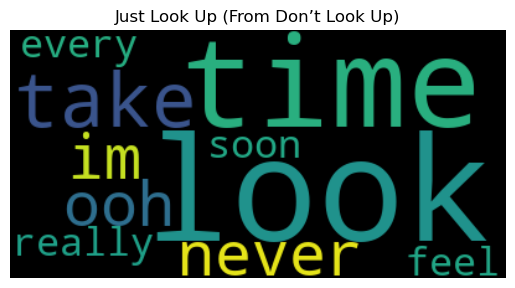 Just Look Up (From Don’t Look Up)
every
time
take
soon
im
look
ooh
really
never
feel